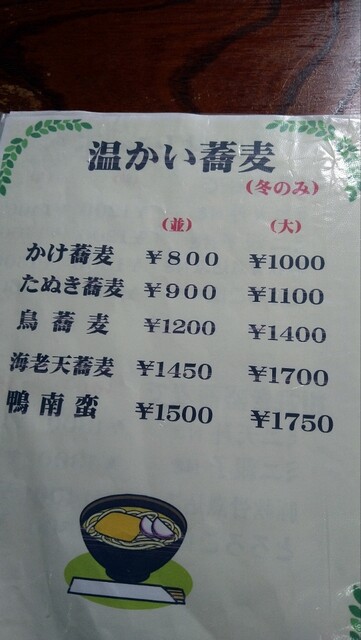 温かい蕎麦
(冬のみ)
(並) (大)
かけ蕎麦 ¥800 ¥1000
たぬき蕎麦 ¥900 ¥1100
鳥蕎麦 ¥1200 ¥1400
海老天蕎麦 ¥1450 ¥1700
鴨南蛮 ¥1500 ¥1750